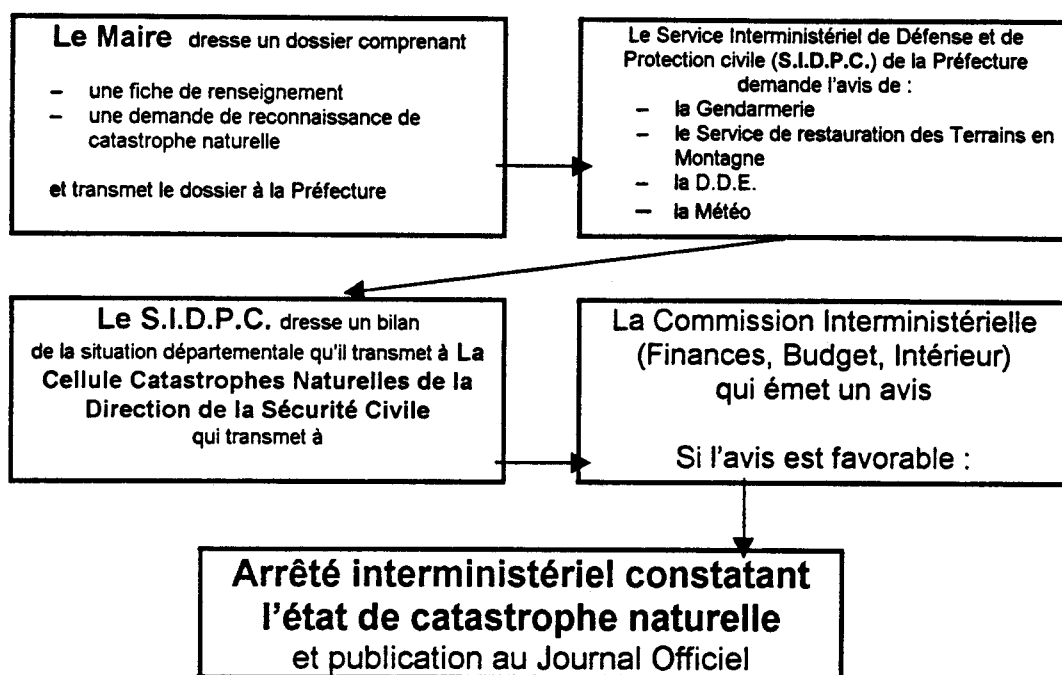 Le Maire dresse un dossier comprenant
– une fiche de renseignement
– une demande de reconnaissance de
catastrophe naturelle
et transmet le dossier à la Préfecture
Le Service Interministériel de Défense et de
Protection civile (S.I.D.P.C.) de la Préfecture
demande l'avis de :
– la Gendarmerie
– le Service de restauration des Terrains en
Montagne
– la D.D.E.
– la Météo
Le S.I.D.P.C. dresse un bilan
de la situation départementale qu'il transmet à La
Cellule Catastrophes Naturelles de la
Direction de la Sécurité Civile
qui transmet à
La Commission Interministérielle
(Finances, Budget, Intérieur)
qui émet un avis
Si l'avis est favorable :
Arrêté interministériel constatant
l'état de catastrophe naturelle
et publication au Journal Officiel